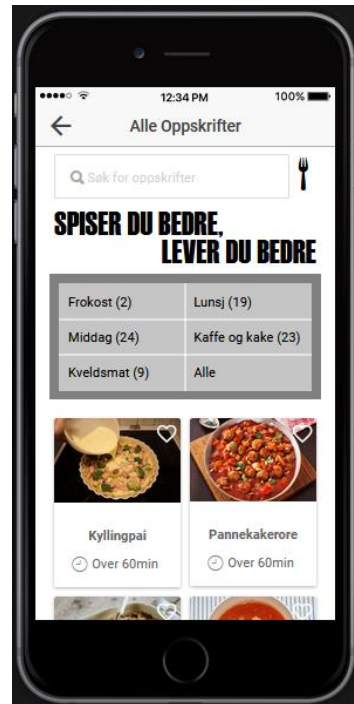 12:34 PM 100%
Alle Oppskrifter
Søk for oppskrifter
SPISER DU BEDRE,
LEVER DU BEDRE
Frokost (2) Lunsj (19)
Middag (24) Kaffe og kake (23)
Kveldsmat (9) Alle
Kyllingpai Pannekakerore
Over 60min Over 60min